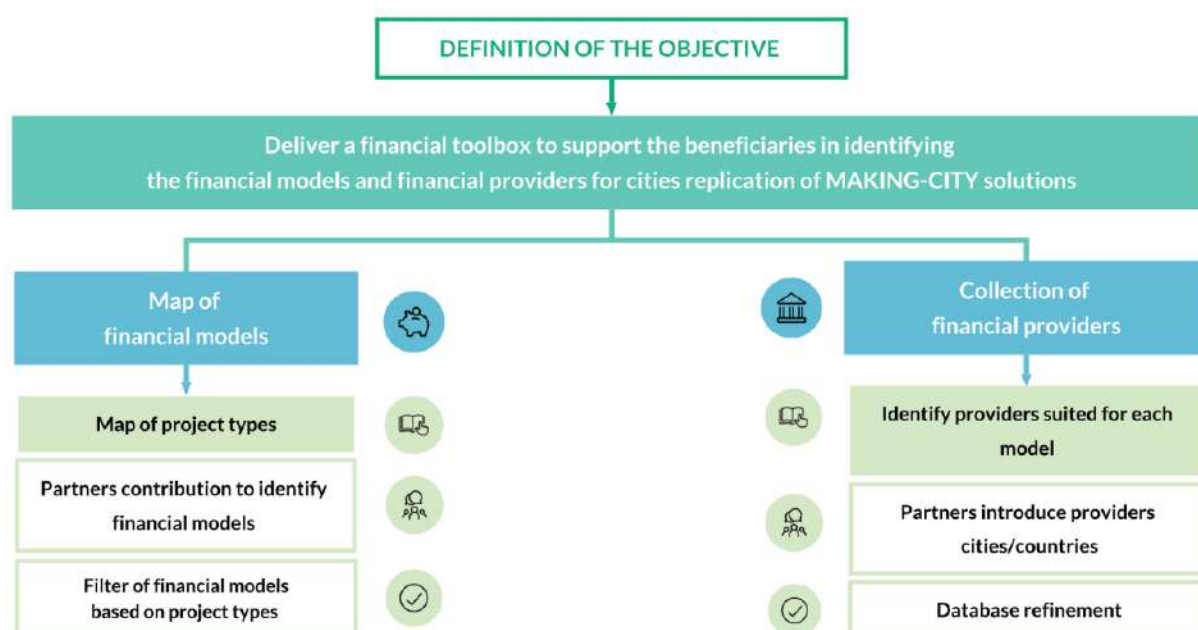 DEFINITION OF THE OBJECTIVE
Deliver a financial toolbox to support the beneficiaries in identifying
the financial models and financial providers for cities replication of MAKING-CITY solutions
Map of
financial models
Map of project types
Partners contribution to identify
financial models
Filter of financial models
based on project types
Collection of
financial providers
Identify providers suited for each
model
Partners introduce providers
cities/countries
Database refinement